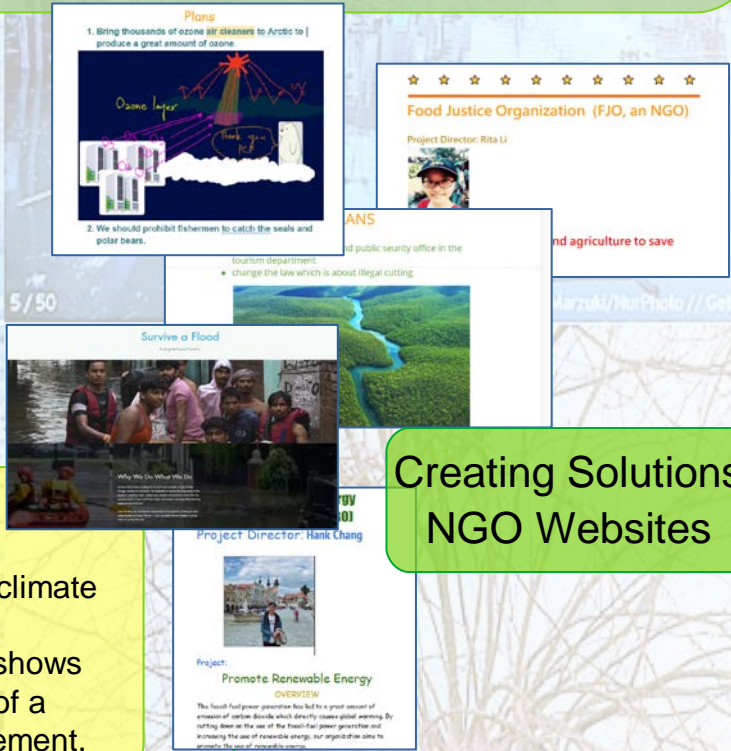 Plans
1. Bring thousands of ozone air cleaners to Arctic to
produce a great amount of ozone.
Ozone layer
Thank you
PCB
2. We should prohibit fishermen to catch the seals and
polar bears.
Food Justice Organization (FJO, an NGO)
Project Director: Rita Li
nd agriculture to save
ANS
nd public seurity office in the
tourism department
change the law which is about illegal cutting
5/50
Marzuki/NurPhoto // Get
Survive a Flood
Why We Do What We Do
Creating Solutions
NGO Websites
rgy
Project Director: Hank Chang
Project:
Promote Renewable Energy
OVERVIEW
The fossil-fuel power generation has led to a great amount of
emission of carbon dioxide which directly causes global warming. By
cutting down on the use of the fossil-fuel power generation and
increasing the use of renewable energy, our organization aims to
promote the use of renewable energy
climate
shows
of a
ement.